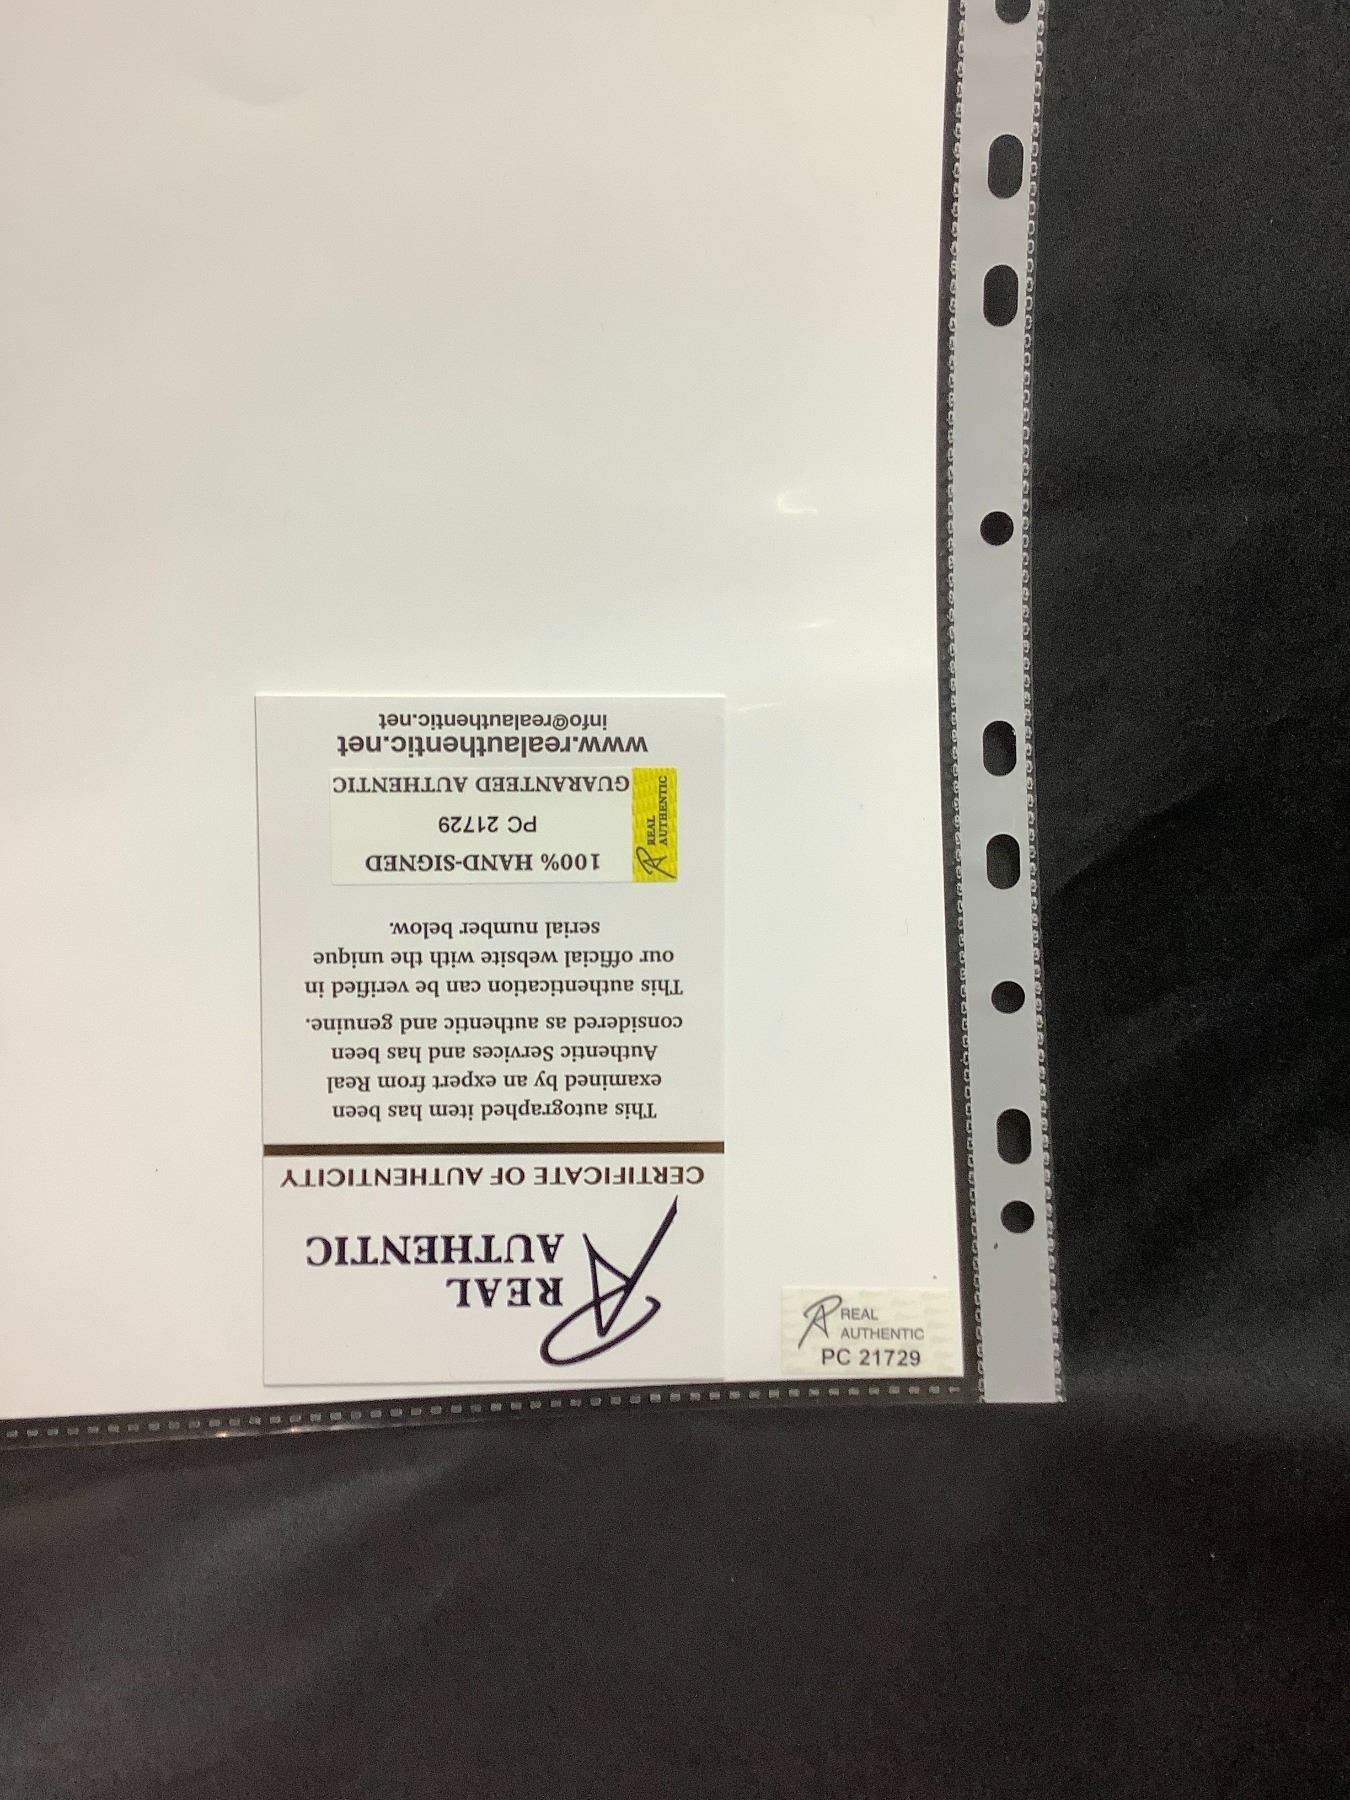 REAL
AUTHENTIC
CERTIFICATE OF AUTHENTICITY
This autographed item has been
examined by an expert from Real
Authentic Services and has been
considered as authentic and genuine.
This authentication can be verified in
our official website with the unique
serial number below.
REAL
AUTHENTIC
100% HAND-SIGNED
PC 21729
GUARANTEED AUTHENTIC
www.realauthentic.net
info@realauthentic.net
REAL
AUTHENTIC
PC 21729